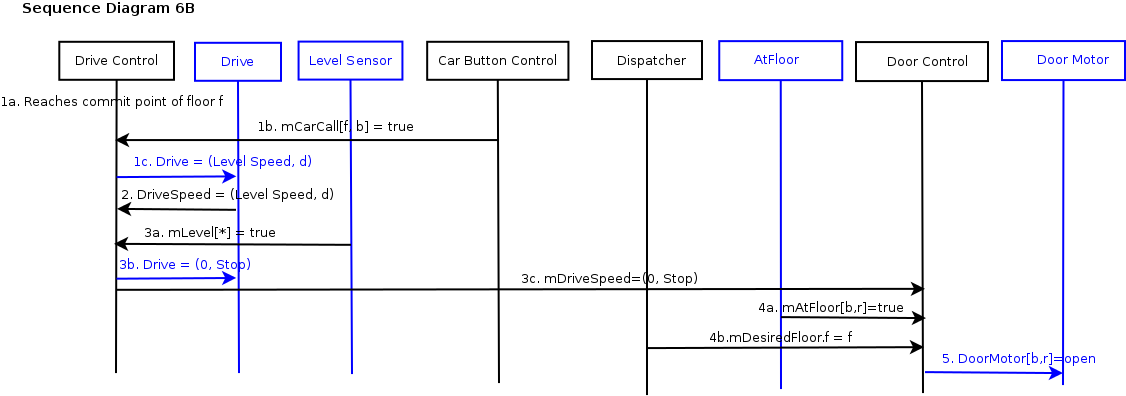 Sequence Diagram 6B
Drive Control
Drive
Level Sensor
Car Button Control
Dispatcher
AtFloor
Door Control
Door Motor
1a. Reaches commit point of floor f
1b. mCarCall[f, b] = true
1c. Drive = (Level Speed, d)
2. DriveSpeed = (Level Speed, d)
3a. mLevel[*] = true
3b. Drive = (0, Stop)
3c. mDriveSpeed=(0, Stop)
4a. mAtFloor[b,r]=true
4b.mDesiredFloor.f = f
5. DoorMotor[b,r]=open